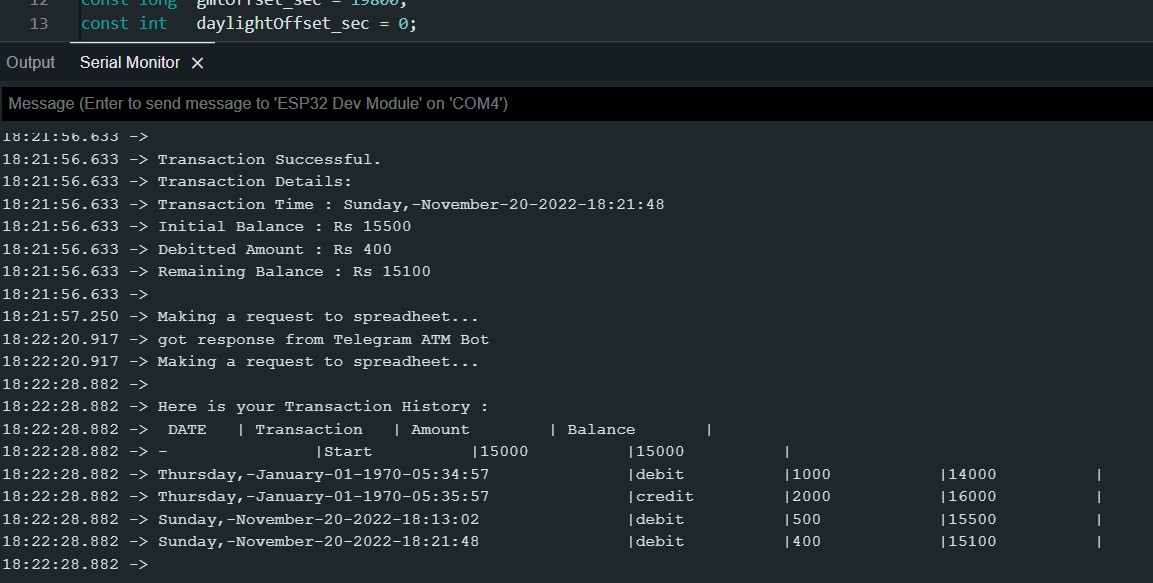 12 const long gmtOffset_sec = 19800;
13 const int daylightOffset_sec = 0;
Output Serial Monitor ×
Message (Enter to send message to 'ESP32 Dev Module' on 'COM4')
18:21:56.633 ->
18:21:56.633 -> Transaction Successful.
18:21:56.633 -> Transaction Details:
18:21:56.633 -> Transaction Time : Sunday,-November-20-2022-18:21:48
18:21:56.633 -> Initial Balance : Rs 15500
18:21:56.633 -> Debitted Amount : Rs 400
18:21:56.633 -> Remaining Balance : Rs 15100
18:21:56.633 ->
18:21:57.250 -> Making a request to spreadheet...
18:22:20.917 -> got response from Telegram ATM Bot
18:22:20.917 -> Making a request to spreadheet...
18:22:28.882 ->
18:22:28.882 -> Here is your Transaction History :
18:22:28.882 -> DATE | Transaction | Amount | Balance |
18:22:28.882 -> - |Start |15000 |15000 |
18:22:28.882 -> Thursday,-January-01-1970-05:34:57 |debit |1000 |14000 |
18:22:28.882 -> Thursday,-January-01-1970-05:35:57 |credit |2000 |16000 |
18:22:28.882 -> Sunday,-November-20-2022-18:13:02 |debit |500 |15500 |
18:22:28.882 -> Sunday,-November-20-2022-18:21:48 |debit |400 |15100 |
18:22:28.882 ->